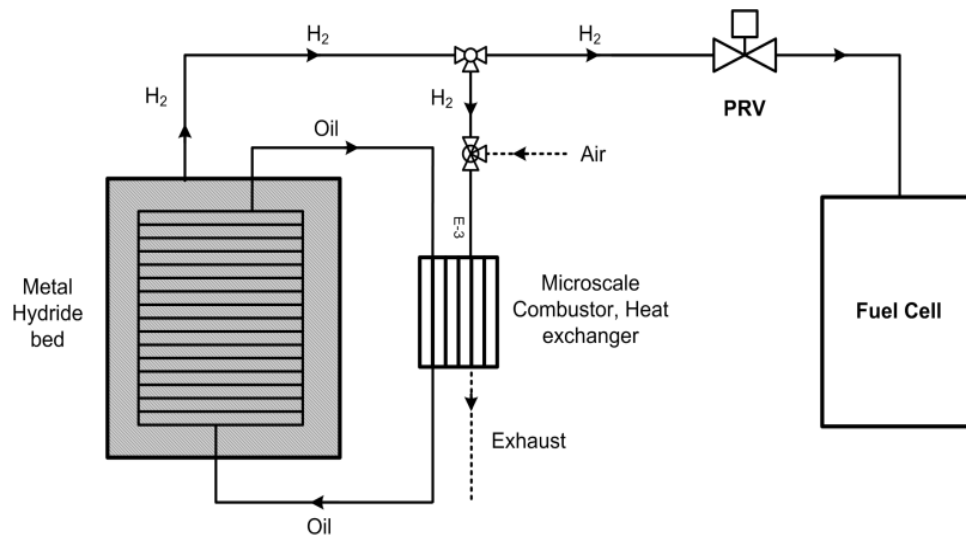 H2
H2
H2
H2
Oil
Air
PRV
E-3
Metal
Hydride
bed
Microscale
Combustor, Heat
exchanger
Fuel Cell
Exhaust
Oil